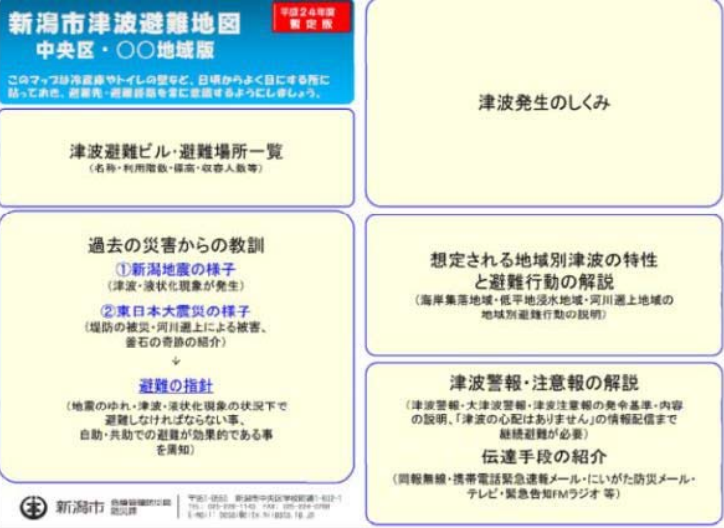 新潟市津波避難地図
中央区・○○地域版
平成24年度
暫定版
このマップは冷蔵庫やトイレの壁など、日頃からよく目にする所に
貼っておき、避難先・避難経路を常に意識するようにしましょう。
津波避難ビル・避難場所一覧
(名称・利用階数・標高・収容人数等)
過去の災害からの教訓
①新潟地震の様子
(津波・液状化現象が発生)
②東日本大震災の様子
(堤防の被災・河川遡上による被害、
釜石の奇跡の紹介)
↓
避難の指針
(地震のゆれ・津波・液状化現象の状況下で
避難しなければならない事、
自助・共助での避難が効果的である事
を周知)
新潟市
防災課
津波発生のしくみ
想定される地域別津波の特性
と避難行動の解説
(海岸集落地域・低平地浸水地域・河川遡上地域の
地域別避難行動の説明)
津波警報・注意報の解説
(津波警報・大津波警報・津波注意報の発令基準・内容
の説明、「津波の心配はありません」の情報配信まで
継続避難が必要)
伝達手段の紹介
(同報無線・携帯電話緊急速報メール・にいがた防災メール・
テレビ・緊急告知FMラジオ 等)